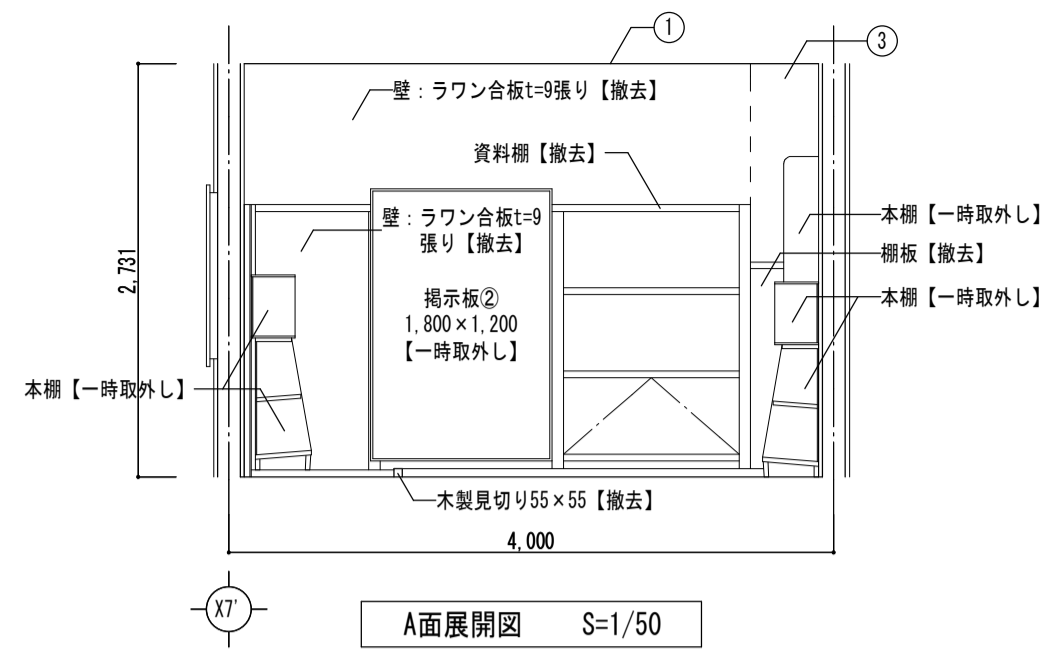 ①
③
壁：ラワン合板t=9張り【撤去】
資料棚【撤去】
壁：ラワン合板t=9
張り【撤去】
本棚【一時取外し】
棚板【撤去】
2,731
掲示板②
1,800×1,200
【一時取外し】
本棚【一時取外し】
本棚【一時取外し】
木製見切り55×55【撤去】
4,000
X7'
A面展開図 S=1/50